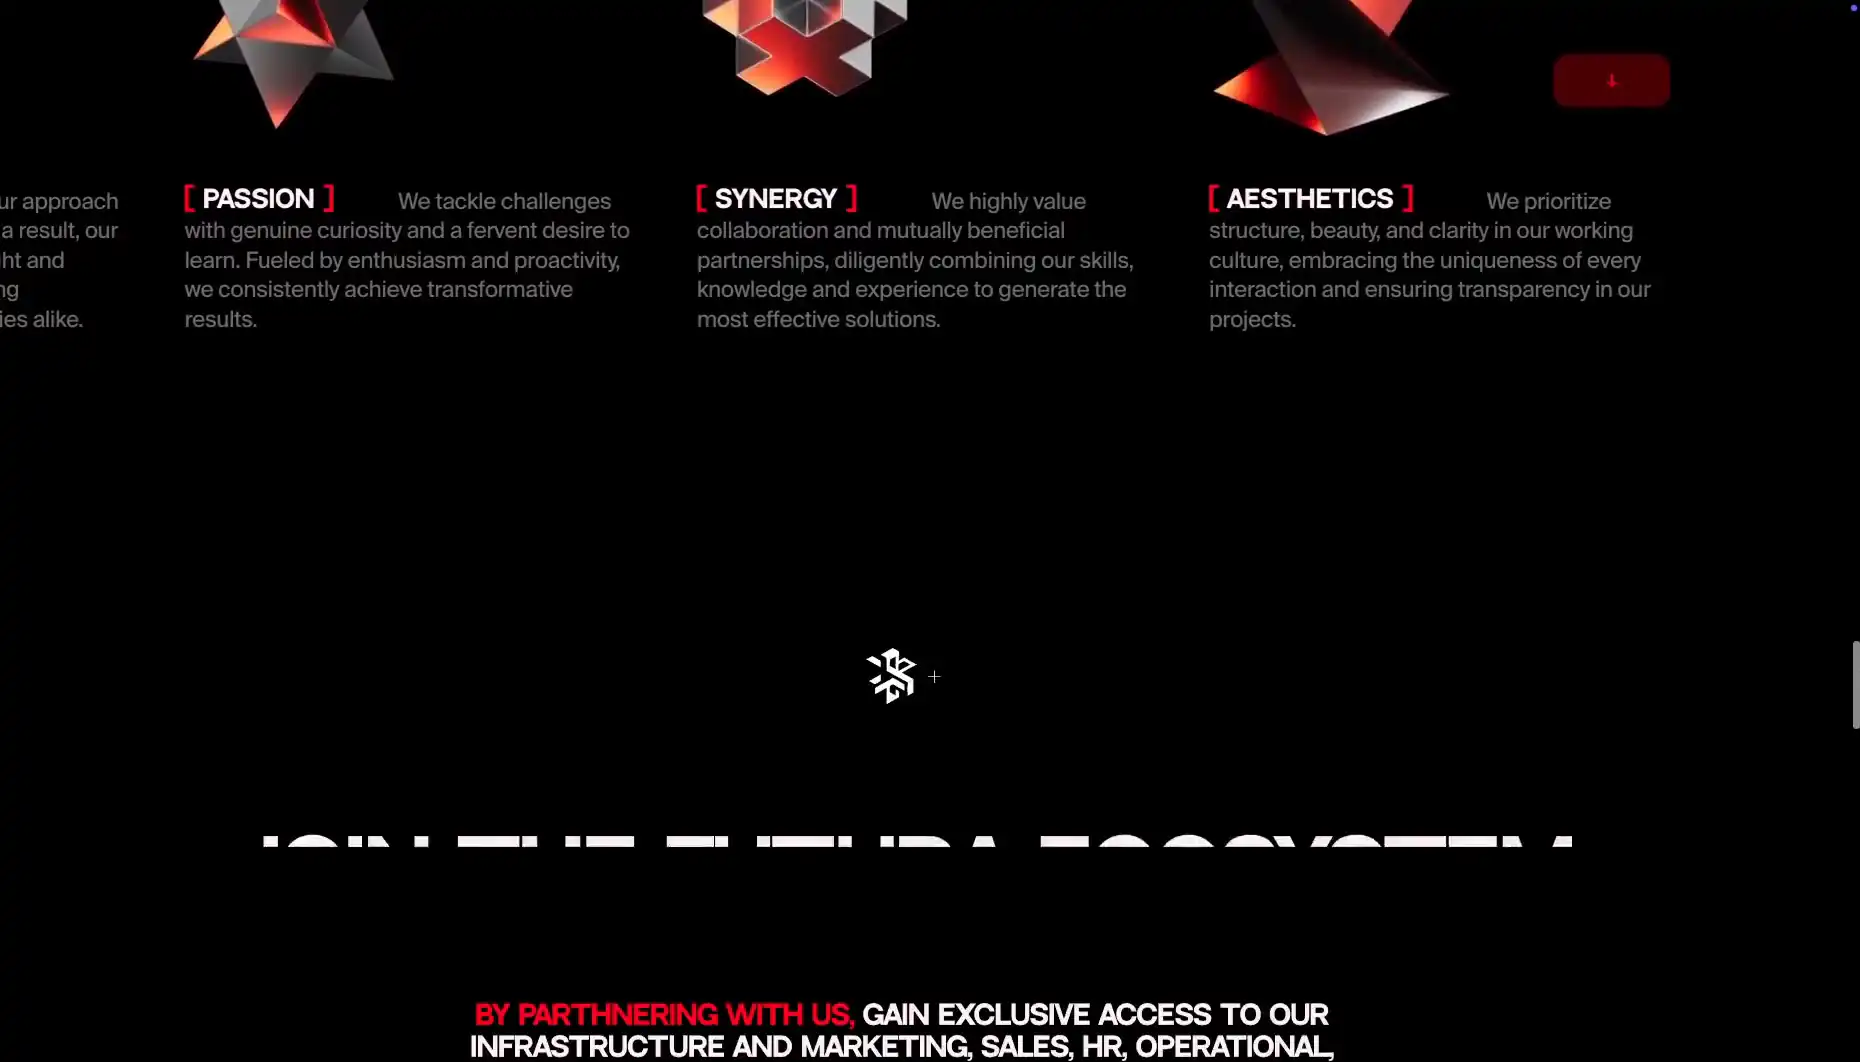 ur approach
a result, our
ht and
ng
ies alike.
[ PASSION ] We tackle challenges
with genuine curiosity and a fervent desire to
learn. Fueled by enthusiasm and proactivity,
we consistently achieve transformative
results.
[ SYNERGY ] We highly value
collaboration and mutually beneficial
partnerships, diligently combining our skills,
knowledge and experience to generate the
most effective solutions.
[ AESTHETICS ] We prioritize
structure, beauty, and clarity in our working
culture, embracing the uniqueness of every
interaction and ensuring transparency in our
projects.
JOIN THE FUTURA ECOSYSTEM
BY PARTHNERING WITH US, GAIN EXCLUSIVE ACCESS TO OUR
INFRASTRUCTURE AND MARKETING, SALES, HR, OPERATIONAL,